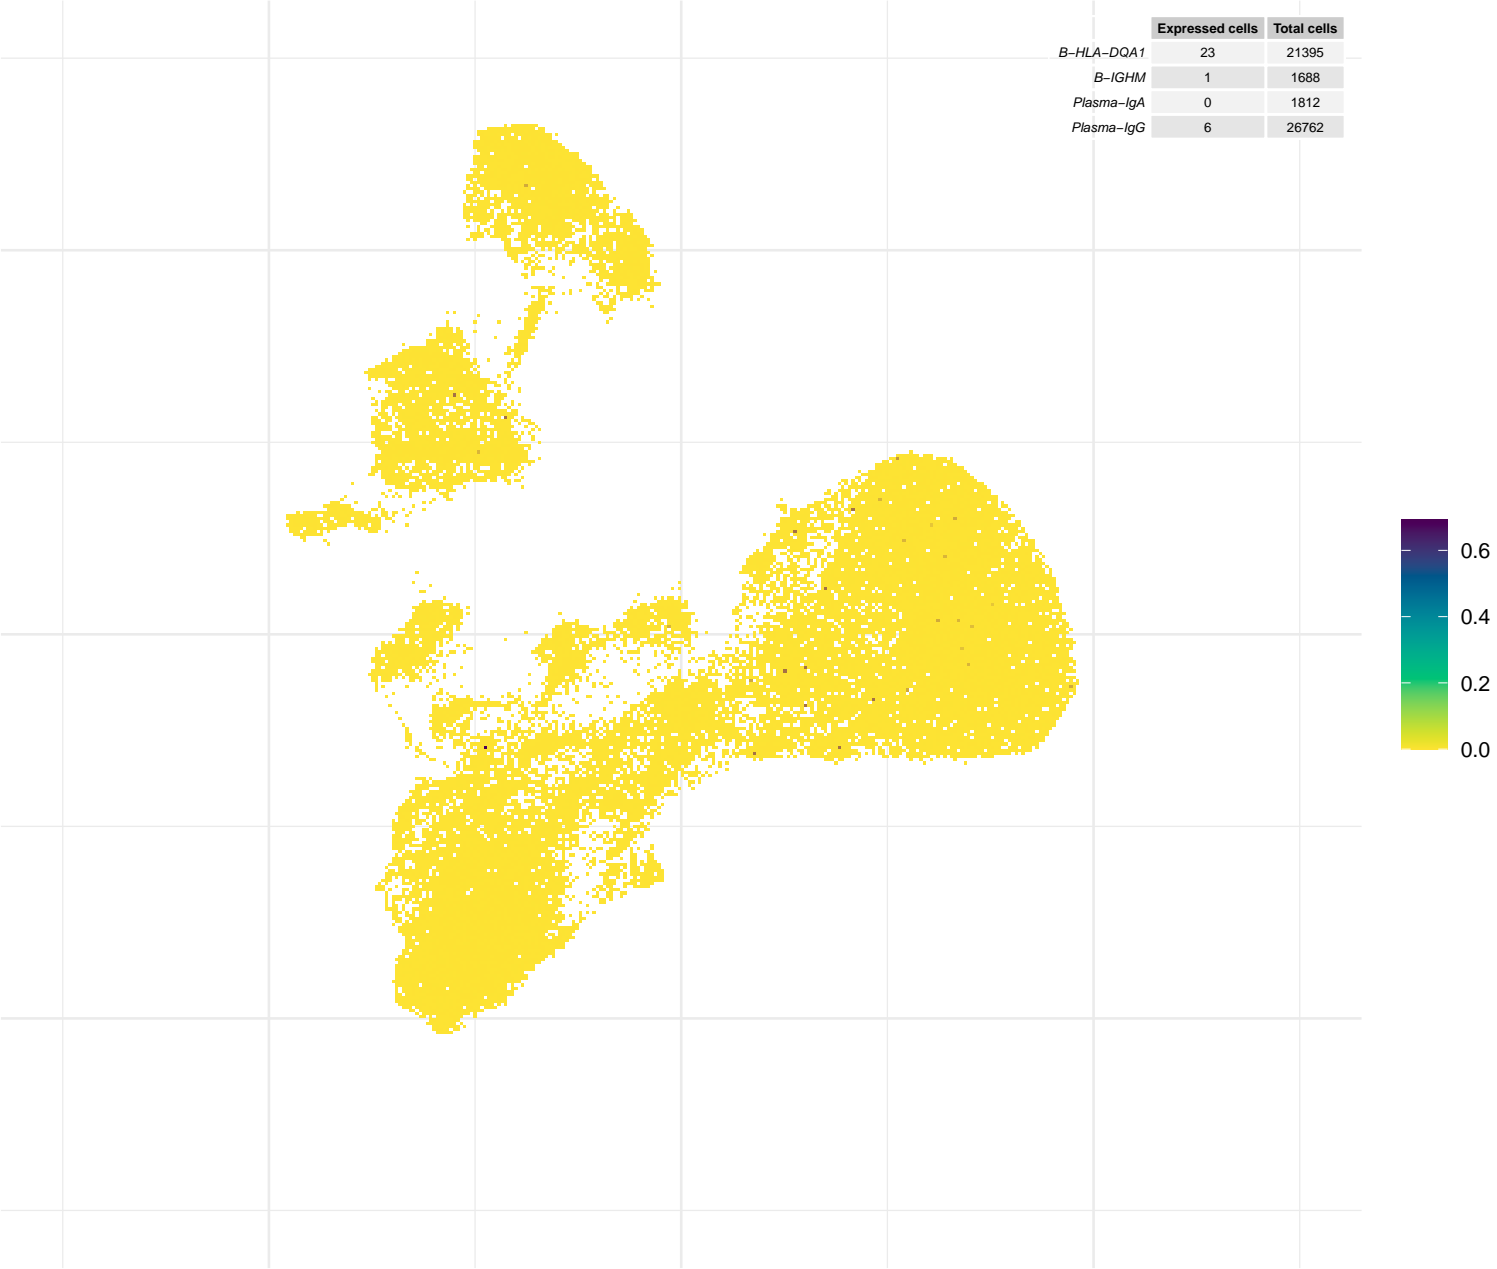 Expressed cells Total cells
B−HLA−DQA1 23 21395
B−IGHM 1 1688
Plasma−IgA 0 1812
Plasma−IgG 6 26762
0.6
0.4
0.2
0.0